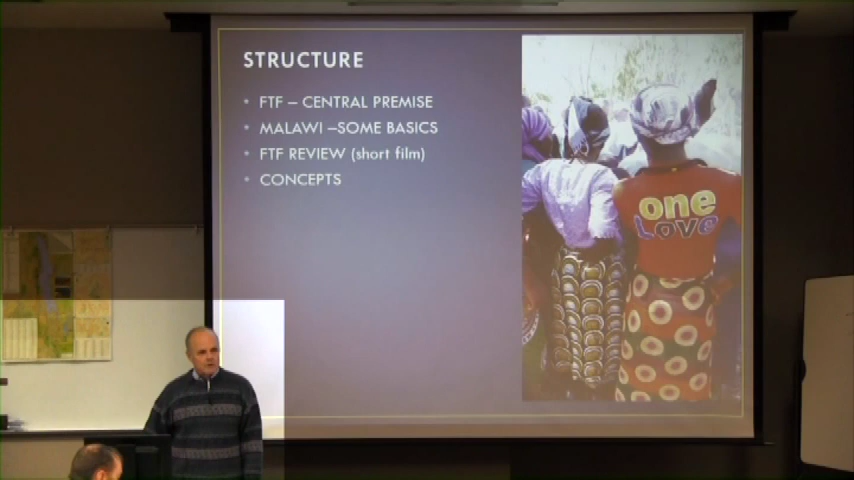 STRUCTURE
• FTF – CENTRAL PREMISE
• MALAWI –SOME BASICS
• FTF REVIEW (short film)
• CONCEPTS
one
Love